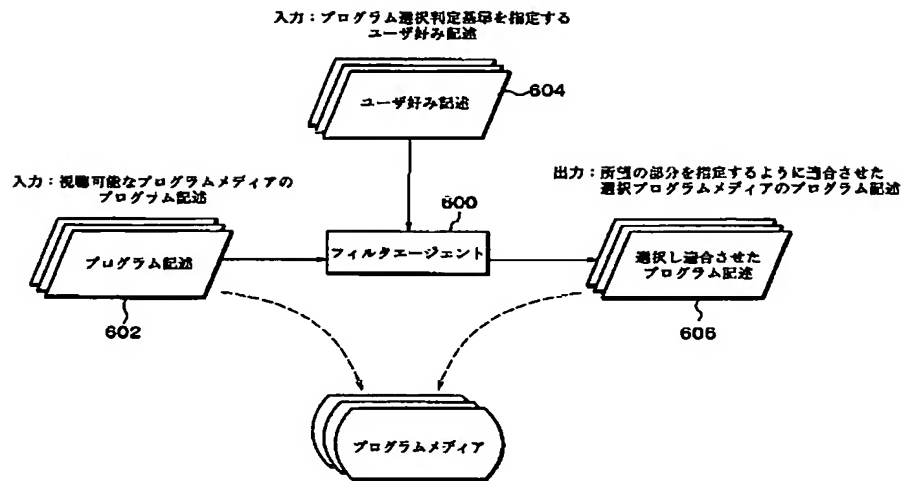 入力：プログラム選択判定基準を指定する
ユーザ好み記述
ユーザ好み記述
604
入力：視聴可能なプログラムメディアの
プログラム記述
出力：所望の部分を指定するように適合させた
選択プログラムメディアのプログラム記述
600
プログラム記述
フィルタエージェント
選択し適合させた
プログラム記述
602
606
プログラムメディア